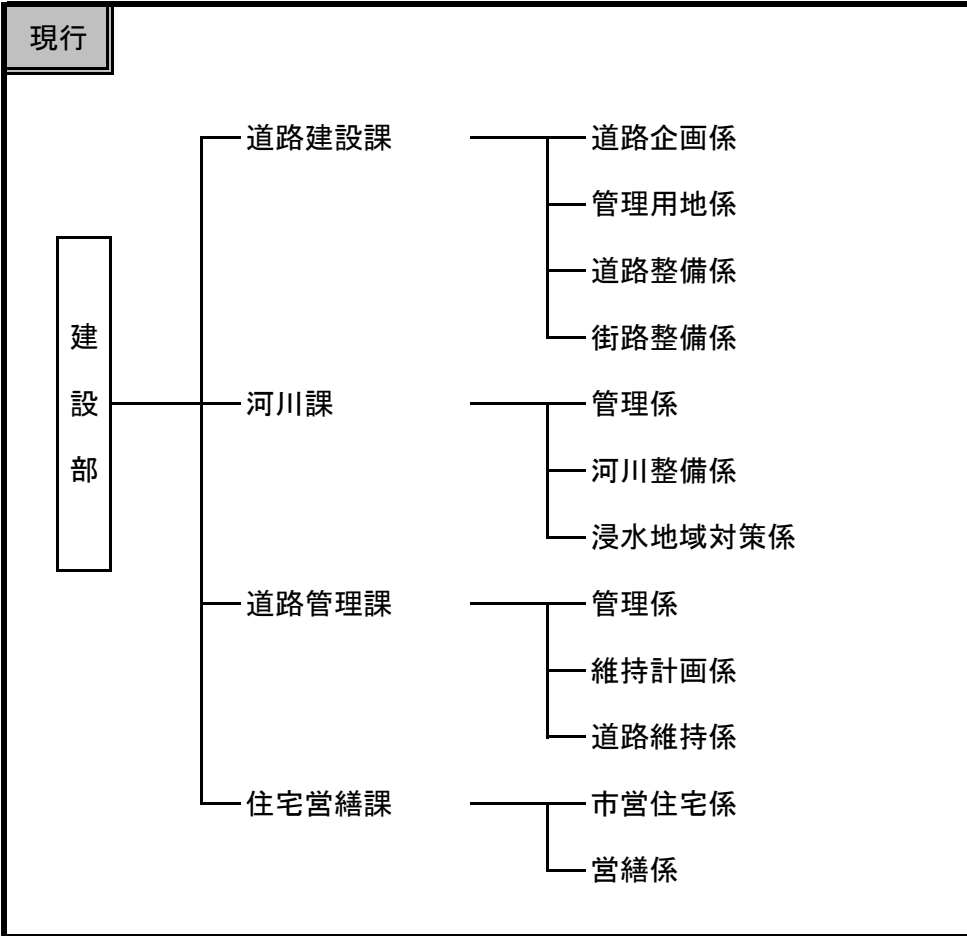 現行
建設部
道路建設課
道路企画係
管理用地係
道路整備係
街路整備係
河川課
管理係
河川整備係
浸水地域対策係
道路管理課
管理係
維持計画係
道路維持係
住宅営繕課
市営住宅係
営繕係